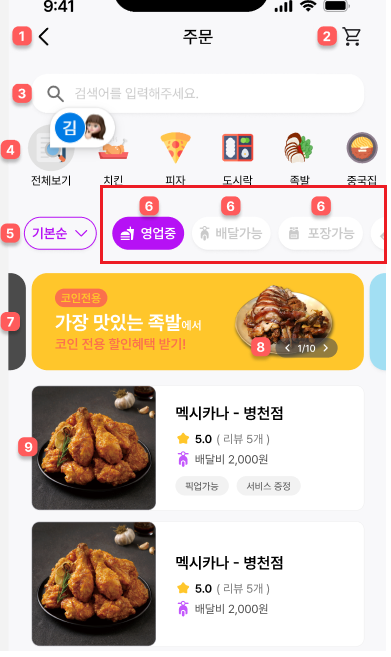 9:41
1
주문
2
3
검색어를 입력해주세요.
김
4
전체보기
치킨
피자
도시락
족발
중국집
6
6
6
5
기본순
영업중
배달가능
포장가능
코인전용
가장 맛있는 족발에서
코인 전용 할인혜택 받기!
7
8
1/10
9
멕시카나 - 병천점
5.0 ( 리뷰 5개 )
배달비 2,000원
픽업가능
서비스 증정
멕시카나 - 병천점
5.0 ( 리뷰 5개 )
배달비 2,000원